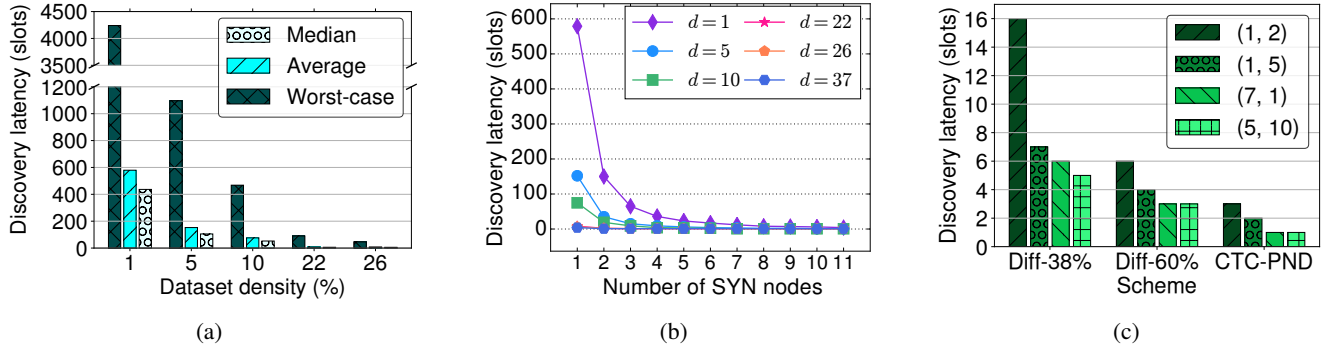 Discovery latency (slots)
4500
4000
3500
1200
1000
800
600
400
200
0
Median
Average
Worst-case
1 5 10 22 26
Dataset density (%)
(a)
Discovery latency (slots)
600
500
400
300
200
100
0
d = 1 d = 22
d = 5 d = 26
d = 10 d = 37
1 2 3 4 5 6 7 8 9 10 11
Number of SYN nodes
(b)
Discovery latency (slots)
16
14
12
10
8
6
4
2
0
(1, 2)
(1, 5)
(7, 1)
(5, 10)
Diff-38% Diff-60% CTC-PND
Scheme
(c)